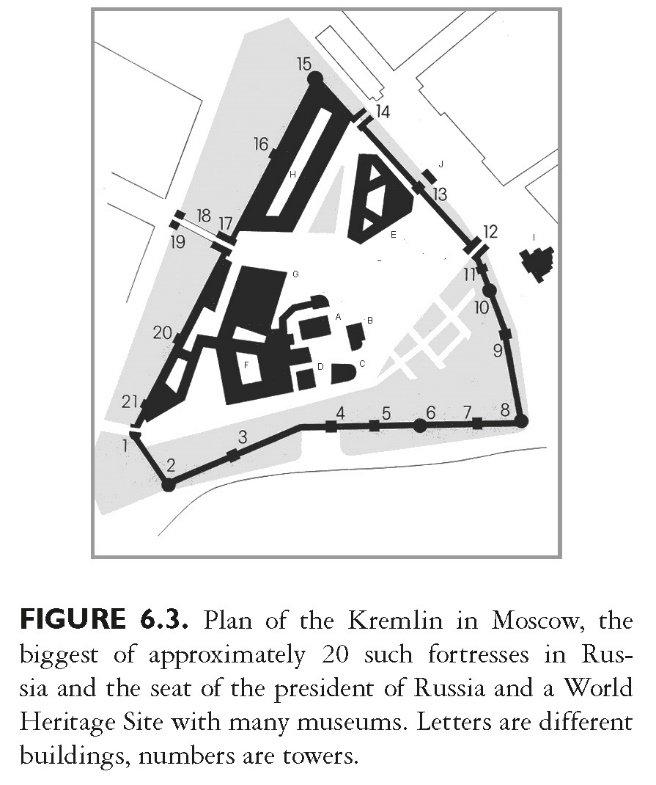 15
14
16
J
H
13
E
18
17
12
19
I
11
G
10
A
B
20
9
F
D
C
21
4
5
6
7
8
1
3
2
FIGURE 6.3. Plan of the Kremlin in Moscow, the
biggest of approximately 20 such fortresses in Rus-
sia and the seat of the president of Russia and a World
Heritage Site with many museums. Letters are different
buildings, numbers are towers.